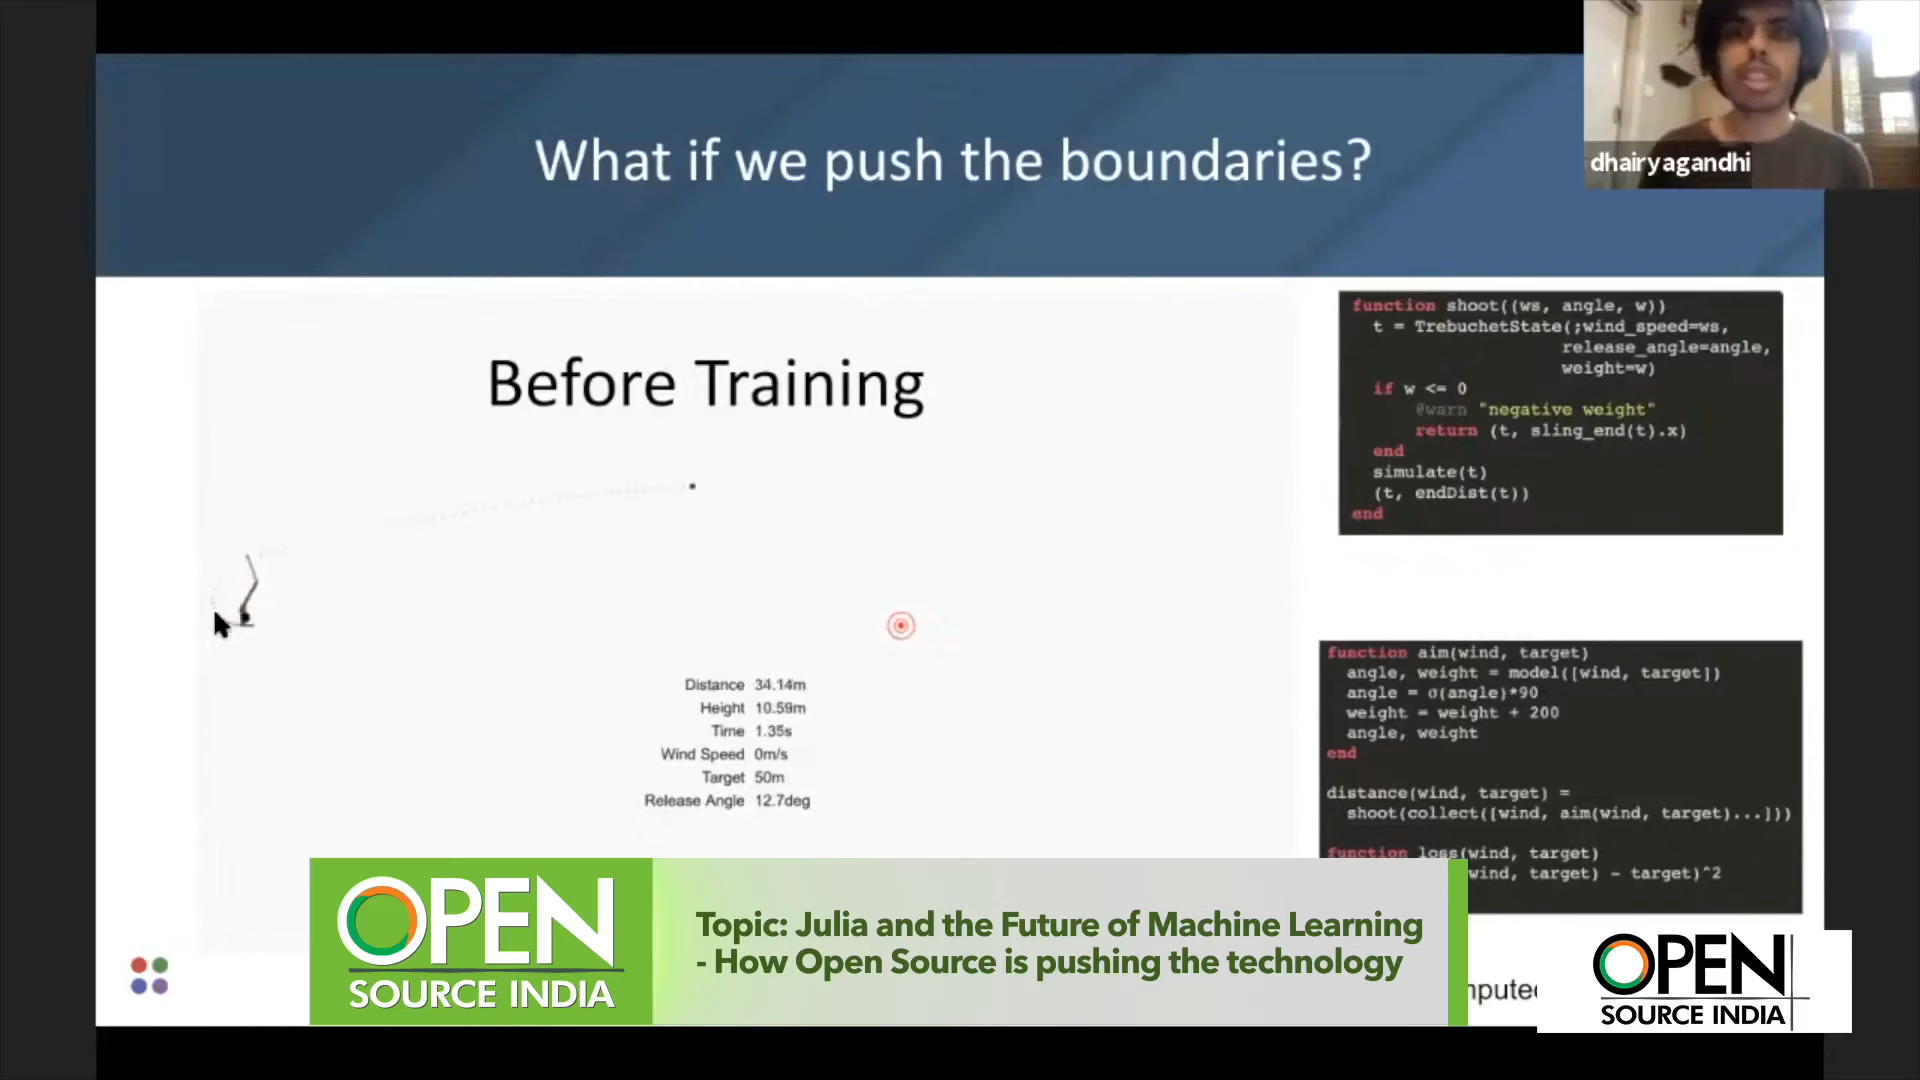 What if we push the boundaries?
dhairyagandhi
Before Training
Distance 34.14m
Height 10.59m
Time 1.35s
Wind Speed 0m/s
Target 50m
Release Angle 12.7deg
function shoot((ws, angle, w))
t = TrebuchetState(;wind_speed=ws,
release_angle=angle,
weight=w)
if w <= 0
@warn "negative weight"
return (t, sling_end(t).x)
end
simulate(t)
(t, endDist(t))
end
function aim(wind, target)
angle, weight = model([wind, target])
angle = σ(angle)*90
weight = weight + 200
angle, weight
end
distance(wind, target) =
shoot(collect([wind, aim(wind, target)...]))
function loss(wind, target)
wind, target) - target)^2
OPEN
SOURCE INDIA
Topic: Julia and the Future of Machine Learning
- How Open Source is pushing the technology
OPEN
SOURCE INDIA